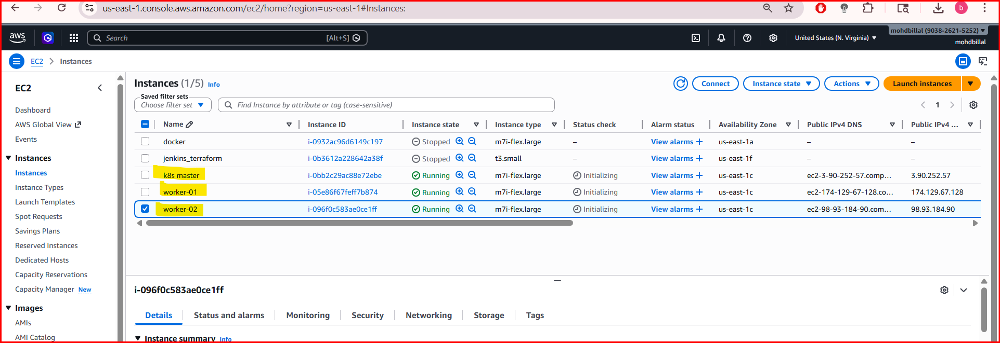 us-east-1.console.aws.amazon.com/ec2/home?region=us-east-1#Instances:
b
aws
Search
[Alt+S]
United States (N. Virginia)
mohdbillal (9038-2621-5252)
mohdbillal
EC2
Instances
EC2
Dashboard
AWS Global View
Events
Instances
Instances
Instance Types
Launch Templates
Spot Requests
Savings Plans
Reserved Instances
Dedicated Hosts
Capacity Reservations
Capacity Manager New
Images
AMIs
AMI Catalog
Instances (1/5) Info
Connect
Instance state
Actions
Launch instances
Saved filter sets
Choose filter set
Find Instance by attribute or tag (case-sensitive)
1
Name Instance ID Instance state Instance type Status check Alarm status Availability Zone Public IPv4 DNS Public IPv4 ...
docker i-0932ac96d6149c197 Stopped m7i-flex.large – View alarms + us-east-1a – –
jenkins_terraform i-0b3612a228642a38f Stopped t3.small – View alarms + us-east-1f – –
k8s master i-0bb2c29ac88e72ebe Running m7i-flex.large Initializing View alarms + us-east-1c ec2-3-90-252-57.comp... 3.90.252.57
worker-01 i-05e86f67feff7b874 Running m7i-flex.large Initializing View alarms + us-east-1c ec2-174-129-67-128.co... 174.129.67.128
worker-02 i-096f0c583ae0ce1ff Running m7i-flex.large Initializing View alarms + us-east-1c ec2-98-93-184-90.com... 98.93.184.90
i-096f0c583ae0ce1ff
Details
Status and alarms
Monitoring
Security
Networking
Storage
Tags
Instance summary Info